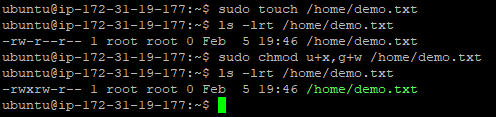 ubuntu@ip-172-31-19-177:~$ sudo touch /home/demo.txt
ubuntu@ip-172-31-19-177:~$ ls -lrt /home/demo.txt
-rw-r--r-- 1 root root 0 Feb  5 19:46 /home/demo.txt
ubuntu@ip-172-31-19-177:~$ sudo chmod u+x,g+w /home/demo.txt
ubuntu@ip-172-31-19-177:~$ ls -lrt /home/demo.txt
-rwxrw-r-- 1 root root 0 Feb  5 19:46 /home/demo.txt
ubuntu@ip-172-31-19-177:~$